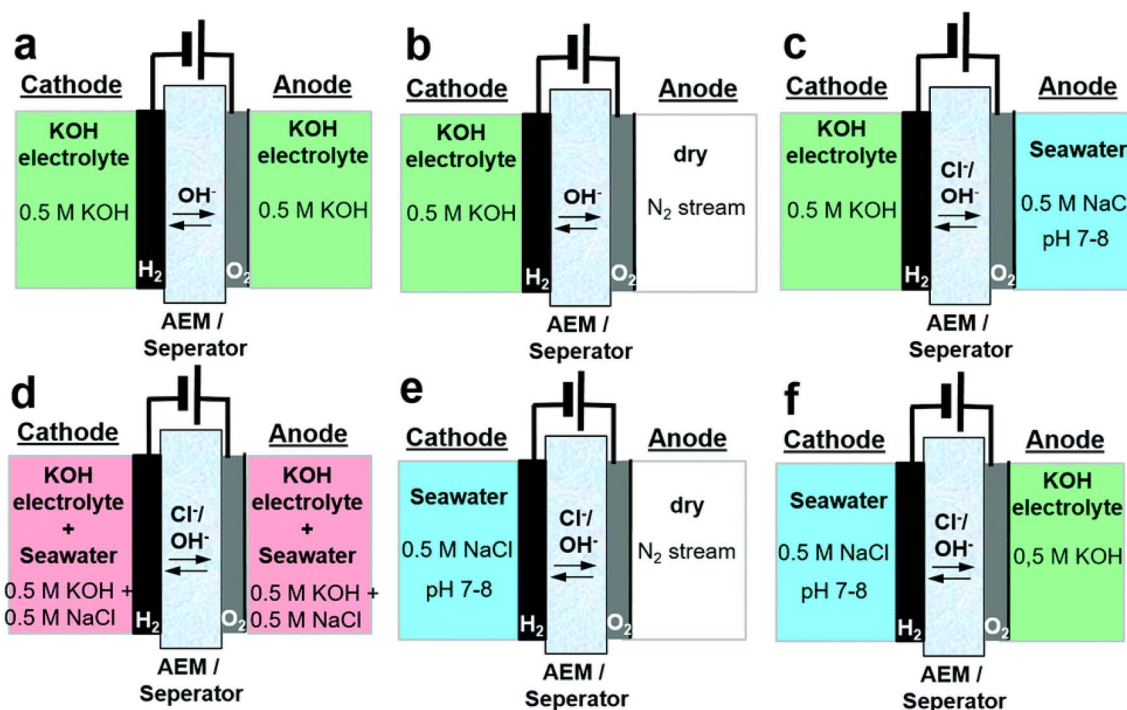 a
Cathode
Anode
KOH
electrolyte
0.5 M KOH
OH-
KOH
electrolyte
0.5 M KOH
H2
O2
AEM /
Seperator
b
Cathode
Anode
KOH
electrolyte
0.5 M KOH
OH-
dry
N2 stream
H2
O2
AEM /
Seperator
c
Cathode
Anode
KOH
electrolyte
0.5 M KOH
Cl-/
OH-
Seawater
0.5 M NaC
pH 7-8
H2
O2
AEM /
Seperator
d
Cathode
Anode
KOH
electrolyte
+
Seawater
0.5 M KOH +
0.5 M NaCl
Cl-/
OH-
KOH
electrolyte
+
Seawater
0.5 M KOH +
0.5 M NaCl
H2
O2
AEM /
Seperator
e
Cathode
Anode
Seawater
0.5 M NaCl
pH 7-8
Cl-/
OH-
dry
N2 stream
H2
O2
AEM /
Seperator
f
Cathode
Anode
Seawater
0.5 M NaCl
pH 7-8
Cl-/
OH-
KOH
electrolyte
0,5 M KOH
H2
O2
AEM /
Seperator